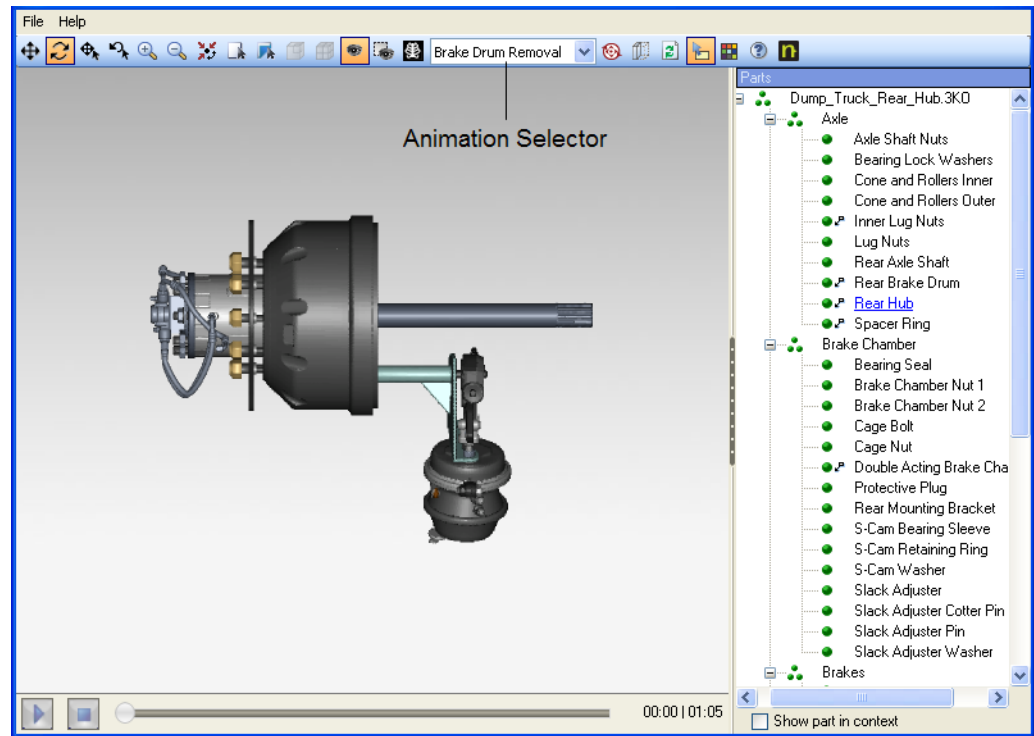 File Help
Brake Drum Removal
n
Parts
Animation Selector
Dump_Truck_Rear_Hub.3KO
Axle
Axle Shaft Nuts
Bearing Lock Washers
Cone and Rollers Inner
Cone and Rollers Outer
Inner Lug Nuts
Lug Nuts
Rear Axle Shaft
Rear Brake Drum
Rear Hub
Spacer Ring
Brake Chamber
Bearing Seal
Brake Chamber Nut 1
Brake Chamber Nut 2
Cage Bolt
Cage Nut
Double Acting Brake Cha
Protective Plug
Rear Mounting Bracket
S-Cam Bearing Sleeve
S-Cam Retaining Ring
S-Cam Washer
Slack Adjuster
Slack Adjuster Cotter Pin
Slack Adjuster Pin
Slack Adjuster Washer
Brakes
00:00 | 01:05
Show part in context